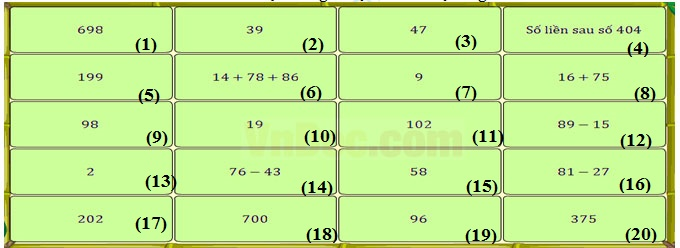 698 (1) 39 (2) 47 (3) Số liền sau số 404 (4)
199 (5) 14 + 78 + 86 (6) 9 (7) 16 + 75 (8)
98 (9) 19 (10) 102 (11) 89 – 15 (12)
2 (13) 76 – 43 (14) 58 (15) 81 – 27 (16)
202 (17) 700 (18) 96 (19) 375 (20)
VnDoc.com